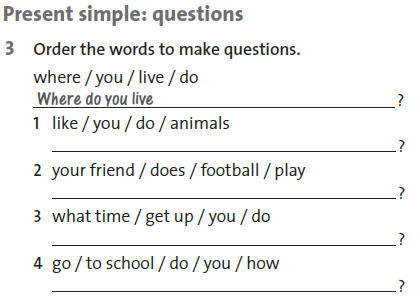 Present simple: questions
3 Order the words to make questions.
where / you / live / do
Where do you live ?
1 like / you / do / animals
?
2 your friend / does / football / play
?
3 what time / get up / you / do
?
4 go / to school / do / you / how
?